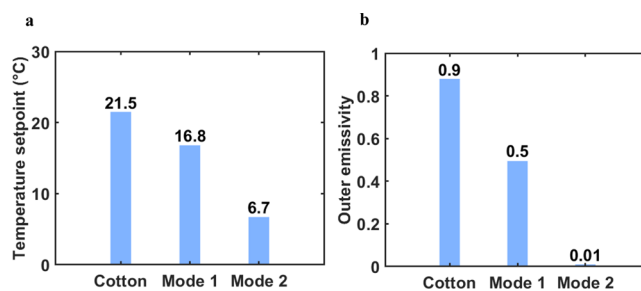 a
Temperature setpoint (°C)
30
20
10
0
21.5
16.8
6.7
Cotton Mode 1 Mode 2
b
Outer emissivity
1
0.8
0.6
0.4
0.2
0
0.9
0.5
0.01
Cotton Mode 1 Mode 2